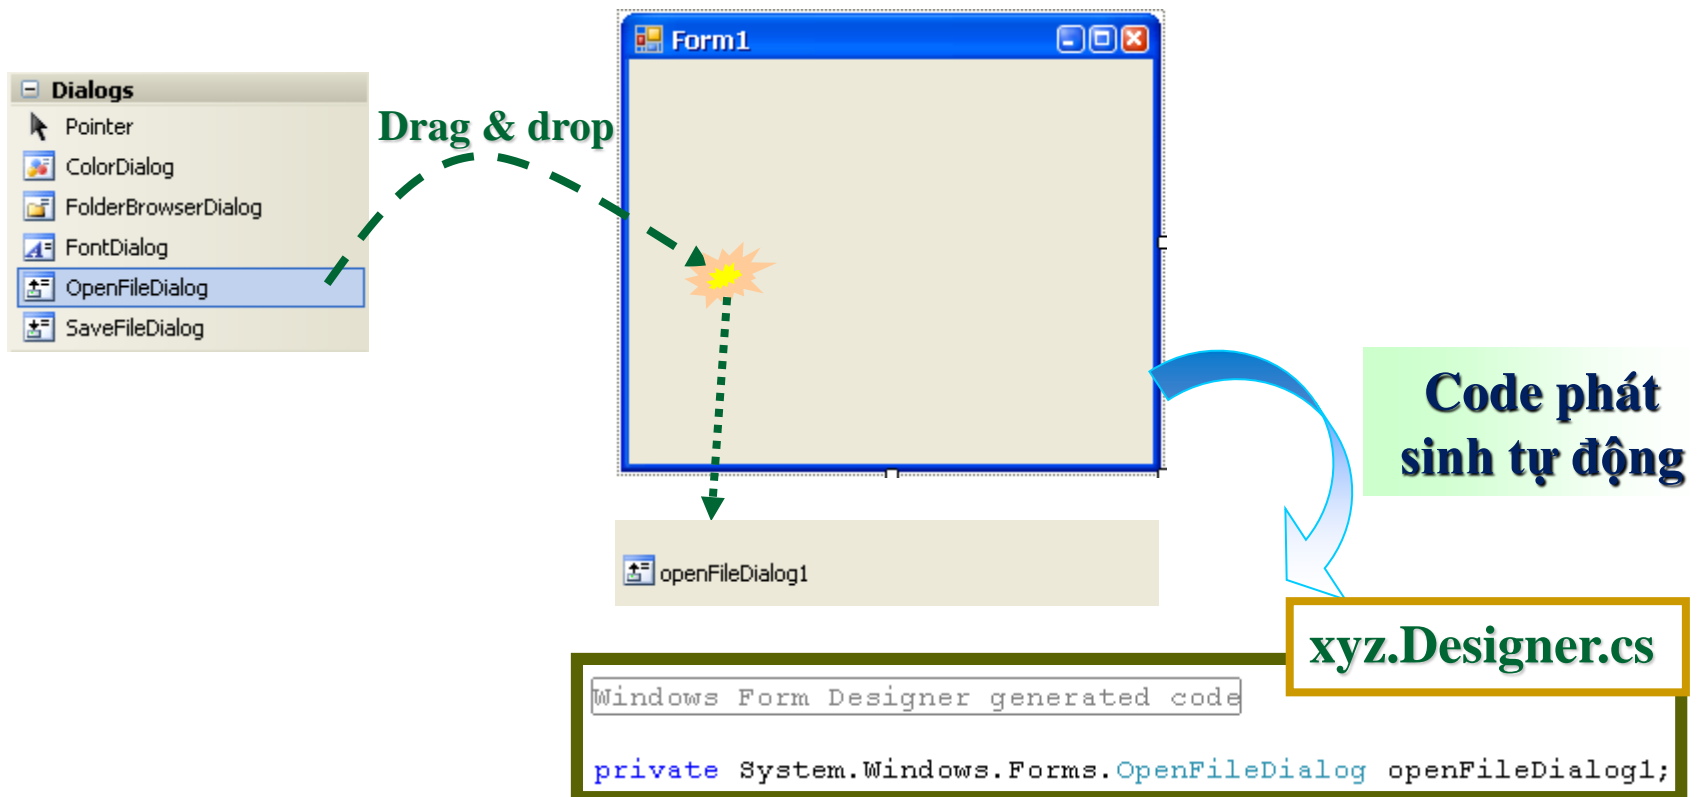 Form1
Dialogs
Pointer
ColorDialog
FolderBrowserDialog
FontDialog
OpenFileDialog
SaveFileDialog
Drag & drop
Code phát
sinh tự động
openFileDialog1
xyz.Designer.cs
Windows Form Designer generated code
private System.Windows.Forms.OpenFileDialog openFileDialog1;